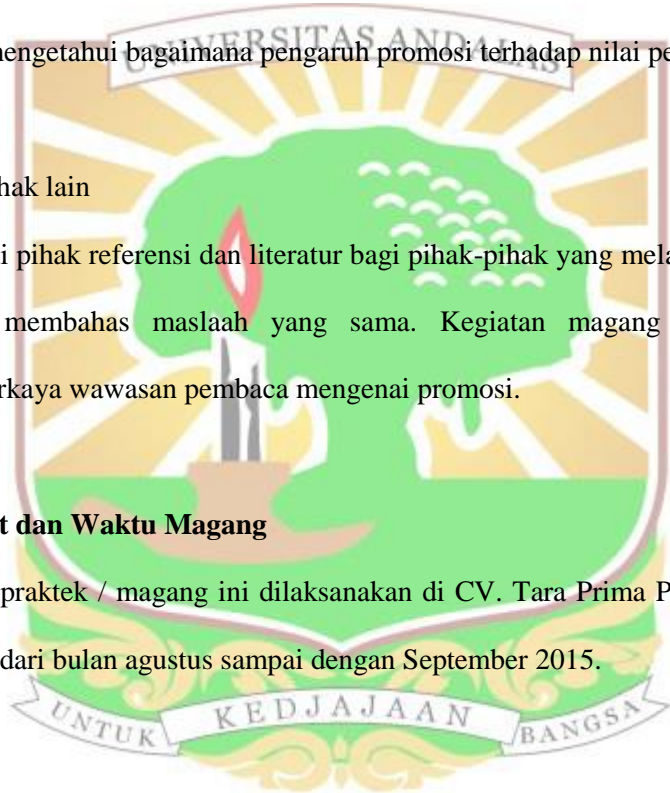 UNIVERSITAS ANDALAS
mengetahui bagaimana pengaruh promosi terhadap nilai pe
hak lain
i pihak referensi dan literatur bagi pihak-pihak yang mela
membahas maslaah yang sama. Kegiatan magang
rkaya wawasan pembaca mengenai promosi.
t dan Waktu Magang
praktek / magang ini dilaksanakan di CV. Tara Prima P
dari bulan agustus sampai dengan September 2015.
UNTUK KEDJAJAAN BANGSA